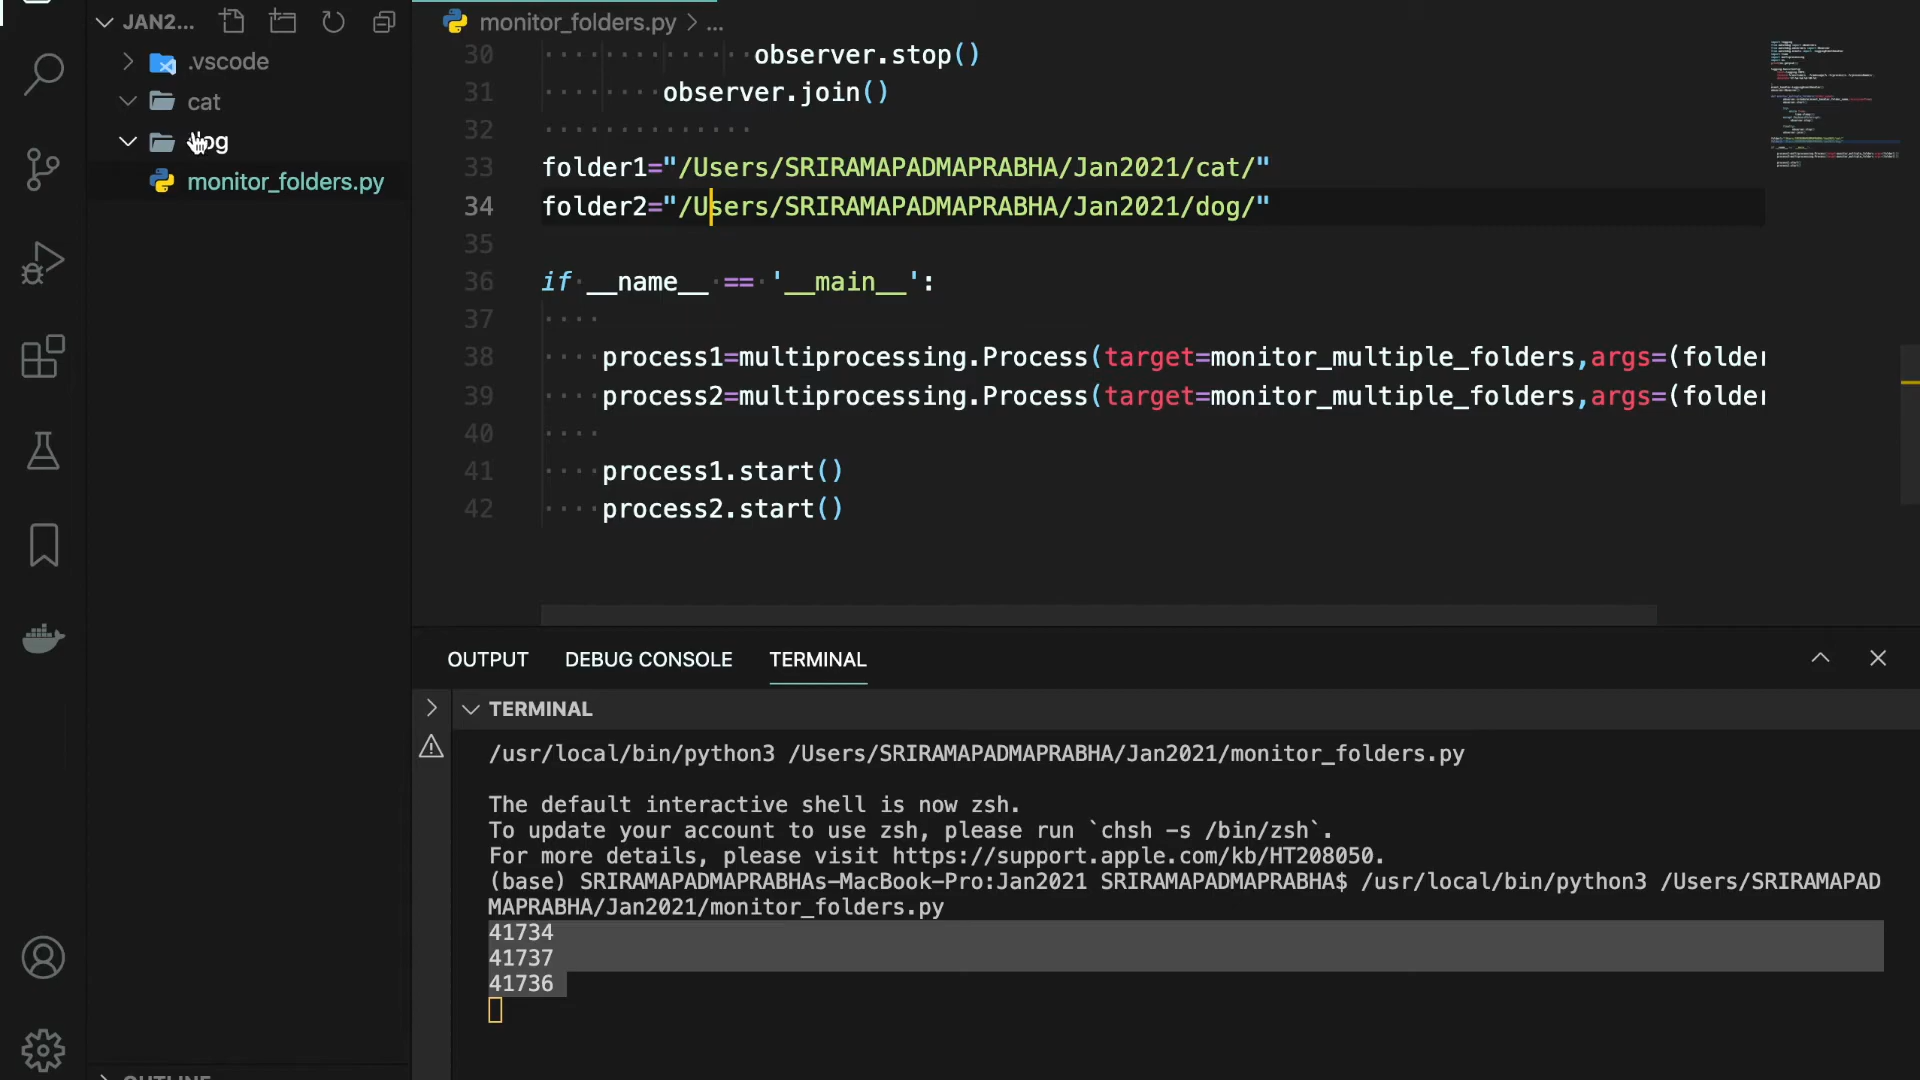 JAN2...
.vscode
cat
monitor_folders.py
monitor_folders.py > ...
30 observer.stop()
31 observer.join()
32
33 folder1="/Users/SRIRAMAPADMAPRABHA/Jan2021/cat/"
34 folder2="/Users/SRIRAMAPADMAPRABHA/Jan2021/dog/"
35
36 if __name__ == '__main__':
37
38 process1=multiprocessing.Process(target=monitor_multiple_folders,args=(folder
39 process2=multiprocessing.Process(target=monitor_multiple_folders,args=(folder
40
41 process1.start()
42 process2.start()
OUTPUT DEBUG CONSOLE TERMINAL
TERMINAL
/usr/local/bin/python3 /Users/SRIRAMAPADMAPRABHA/Jan2021/monitor_folders.py
The default interactive shell is now zsh.
To update your account to use zsh, please run `chsh -s /bin/zsh`.
For more details, please visit https://support.apple.com/kb/HT208050.
(base) SRIRAMAPADMAPRABHAs-MacBook-Pro:Jan2021 SRIRAMAPADMAPRABHA$ /usr/local/bin/python3 /Users/SRIRAMAPAD
MAPRABHA/Jan2021/monitor_folders.py
41734
41737
41736